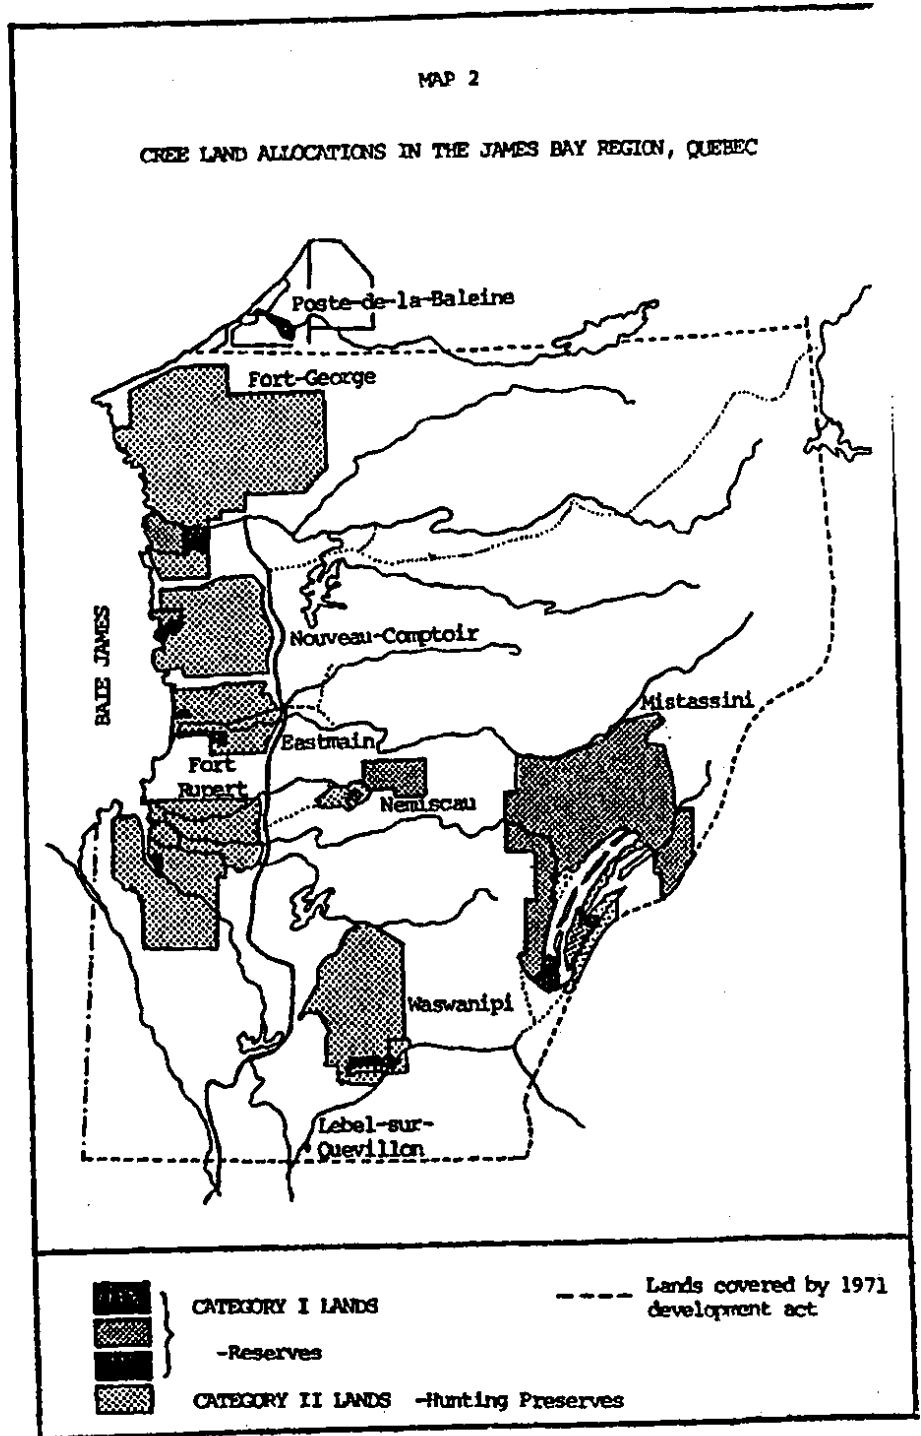 MAP 2
CREE LAND ALLOCATIONS IN THE JAMES BAY REGION, QUEBEC
Poste-de-la-Baleine
Fort-George
BAIE JAMES
Nouveau-Comptoir
Mistassini
Eastmain
Fort
Rupert
Nemiscau
Waswanipi
Lebel-sur-
Quevillon
CATEGORY I LANDS
-Reserves
CATEGORY II LANDS -Hunting Preserves
Lands covered by 1971
development act